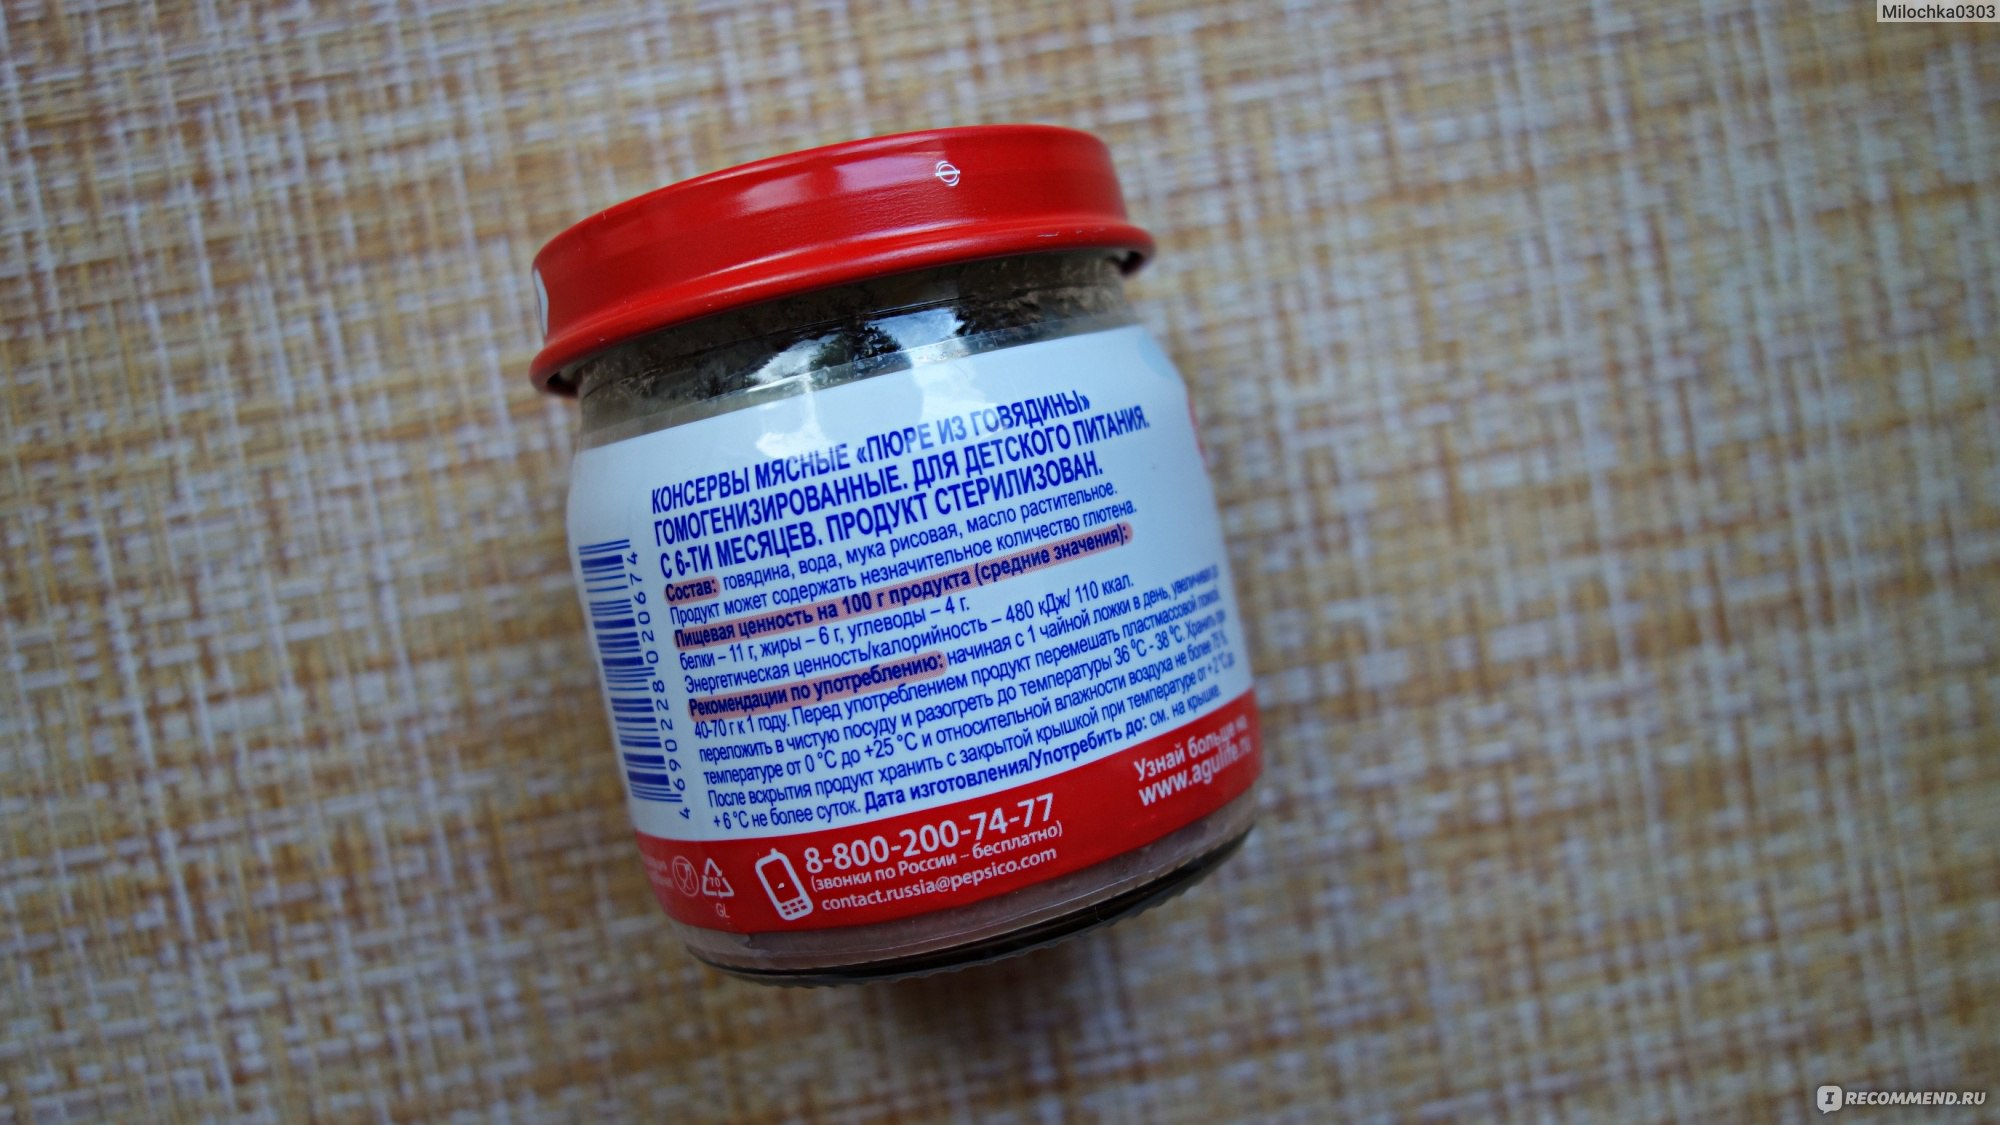 Milochka0303
КОНСЕРВЫ МЯСНЫЕ «ПЮРЕ ИЗ ГОВЯДИНЫ»
ГОМОГЕНИЗИРОВАННЫЕ. ДЛЯ ДЕТСКОГО ПИТАНИЯ.
С 6-ТИ МЕСЯЦЕВ. ПРОДУКТ СТЕРИЛИЗОВАН.
Состав: говядина, вода, мука рисовая, масло растительное.
Продукт может содержать незначительное количество глютена.
Пищевая ценность на 100 г продукта (средние значения):
белки – 11 г, жиры – 6 г, углеводы – 4 г.
Энергетическая ценность/калорийность – 480 кДж/ 110 ккал.
Рекомендации по употреблению: начиная с 1 чайной ложки в день, увеличивая до
40-70 г к 1 году. Перед употреблением продукт перемешать пластмассовой ложкой,
переложить в чистую посуду и разогреть до температуры 36 °С - 38 °С. Хранить при
температуре от 0 °С до +25 °С и относительной влажности воздуха не более 75 %.
После вскрытия продукт хранить с закрытой крышкой при температуре от + 2 °С до
+ 6 °С не более суток. Дата изготовления/Употребить до: см. на крышке.
4 690228 020674
Узнай больше на
www.agulife.ru
8-800-200-74-77
(звонки по России – бесплатно)
contact.russia@pepsico.com
70
GL
IRECOMMEND.RU